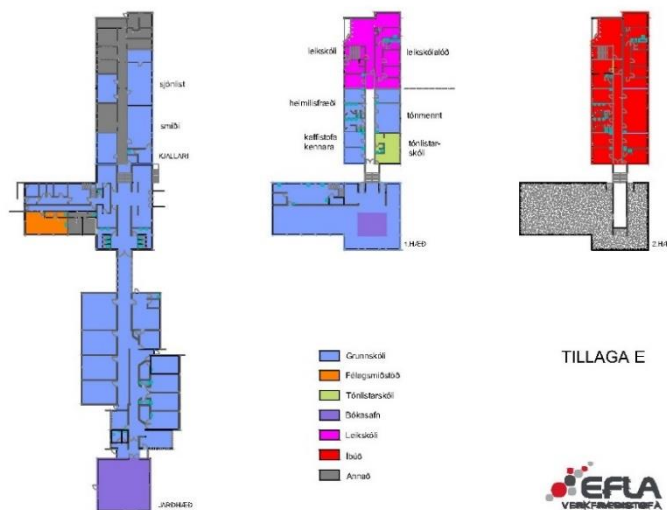 sjónlist
smíði
KJALLARI
JARÐHÆÐ
leikskóli
leikskólalóð
heimilisfræði
tónmennt
kaffistofa
kennara
tónlistar-
skóli
1.HÆÐ
2.HÆ
Grunnskóli
Félagsmiðstöð
Tónlistarskóli
Bókasafn
Leikskóli
Íbúð
Annað
TILLAGA E
EFLA
VERKFRÆÐISTOFA